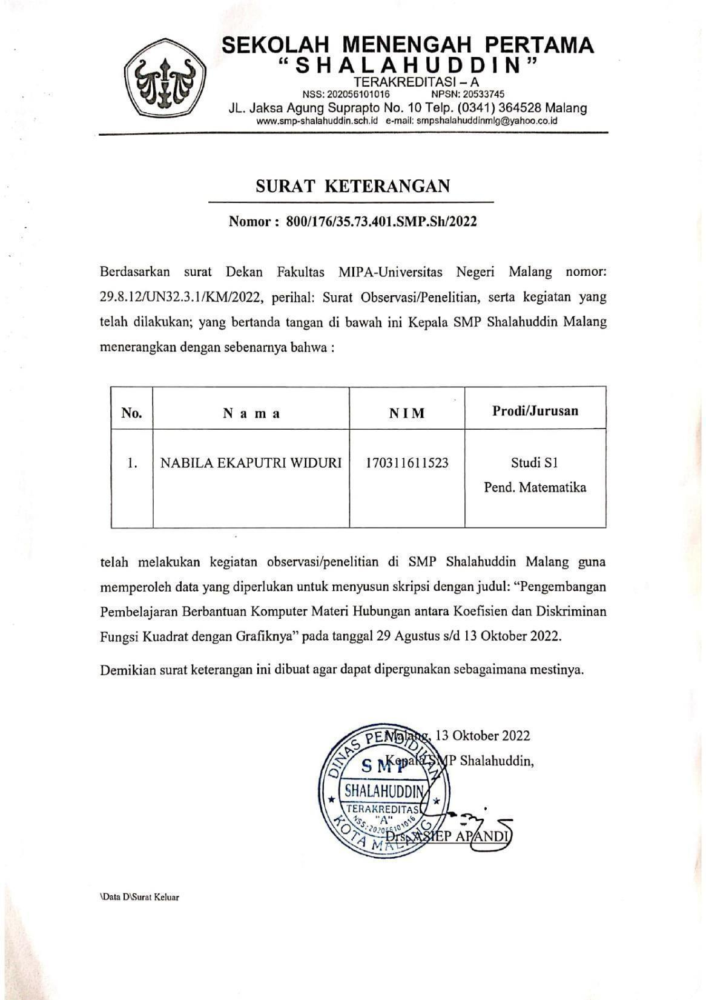 SEKOLAH MENENGAH PERTAMA
“SHALAHUDDIN”
TERAKREDITASI – A
NSS: 202056101016 NPSN: 20533745
JL. Jaksa Agung Suprapto No. 10 Telp. (0341) 364528 Malang
www.smp-shalahuddin.sch.id e-mail: smpshalahuddinmlg@yahoo.co.id
SURAT KETERANGAN
Nomor : 800/176/35.73.401.SMP.Sh/2022
Berdasarkan surat Dekan Fakultas MIPA-Universitas Negeri Malang nomor:
29.8.12/UN32.3.1/KM/2022, perihal: Surat Observasi/Penelitian, serta kegiatan yang
telah dilakukan; yang bertanda tangan di bawah ini Kepala SMP Shalahuddin Malang
menerangkan dengan sebenarnya bahwa :
No. N a m a N I M Prodi/Jurusan
1. NABILA EKAPUTRI WIDURI 170311611523 Studi S1
Pend. Matematika
telah melakukan kegiatan observasi/penelitian di SMP Shalahuddin Malang guna
memperoleh data yang diperlukan untuk menyusun skripsi dengan judul: “Pengembangan
Pembelajaran Berbantuan Komputer Materi Hubungan antara Koefisien dan Diskriminan
Fungsi Kuadrat dengan Grafiknya” pada tanggal 29 Agustus s/d 13 Oktober 2022.
Demikian surat keterangan ini dibuat agar dapat dipergunakan sebagaimana mestinya.
Malang, 13 Oktober 2022
Kepala SMP Shalahuddin,
DINAS PENDIDIKAN
SMP
SHALAHUDDIN
TERAKREDITASI
"A"
NSS:202056101016
KOTA MALANG
Drs. ASIEP APANDI
\Data D\Surat Keluar